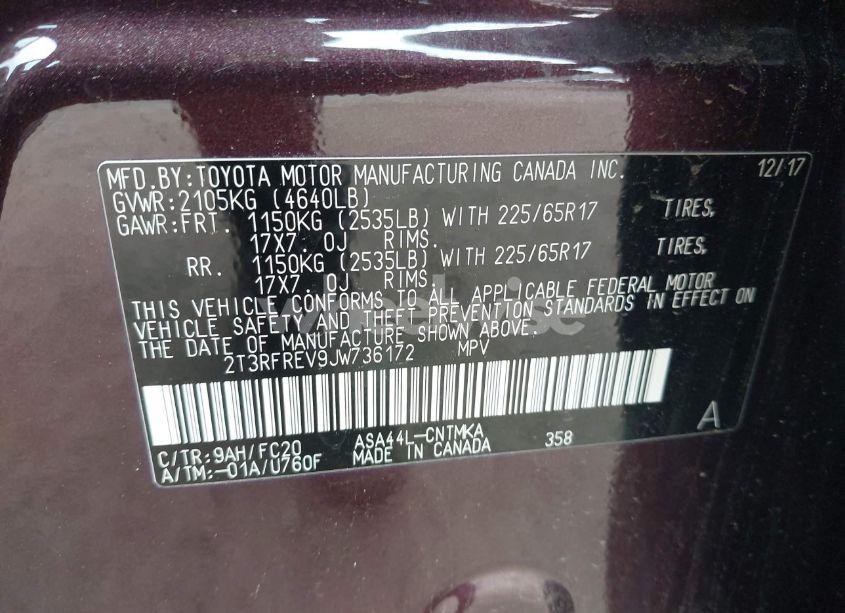 MFD.BY:TOYOTA MOTOR MANUFACTURING CANADA INC. 12/17
GVWR:2105KG (4640LB)
GAWR:FRT. 1150KG (2535LB) WITH 225/65R17 TIRES,
17X7. 0J RIMS.
RR. 1150KG (2535LB) WITH 225/65R17 TIRES,
17X7. 0J RIMS.
THIS VEHICLE CONFORMS TO ALL APPLICABLE FEDERAL MOTOR
VEHICLE SAFETY AND THEFT PREVENTION STANDARDS IN EFFECT ON
THE DATE OF MANUFACTURE SHOWN ABOVE.
2T3RFREV9JW736172 MPV
A
C/TR:9AH/FC20 ASA44L-CNTMKA 358
A/TM:-01A/U760F MADE IN CANADA